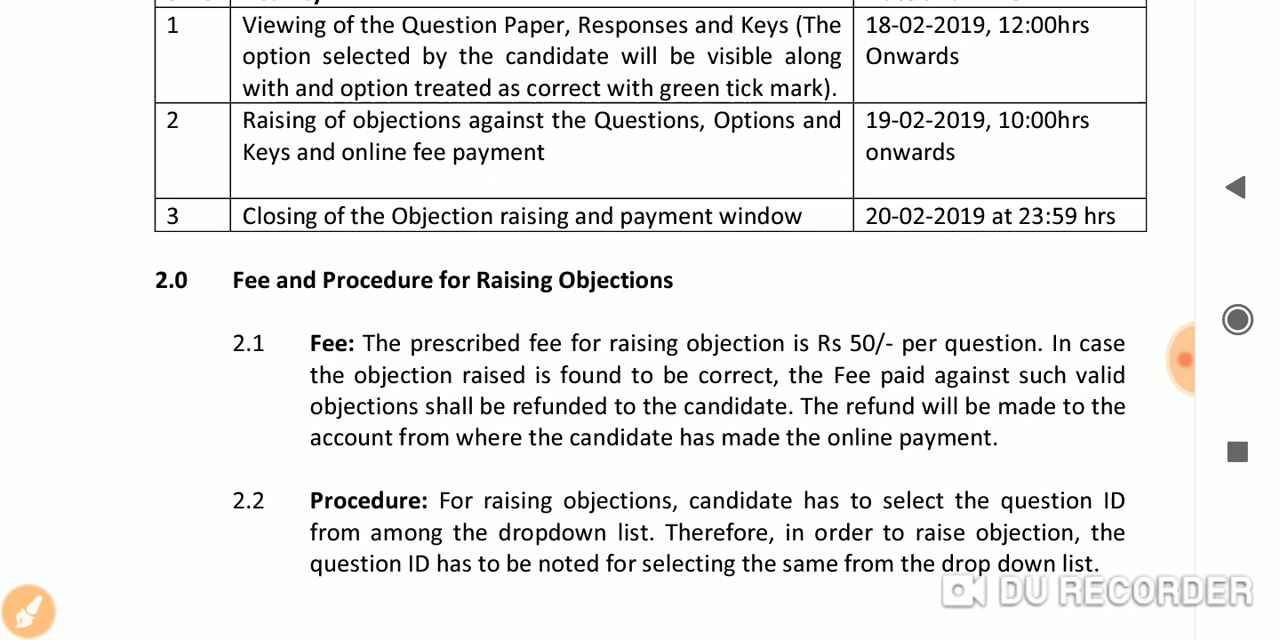 1 Viewing of the Question Paper, Responses and Keys (The 18-02-2019, 12:00hrs
option selected by the candidate will be visible along Onwards
with and option treated as correct with green tick mark).
2 Raising of objections against the Questions, Options and 19-02-2019, 10:00hrs
Keys and online fee payment onwards
3 Closing of the Objection raising and payment window 20-02-2019 at 23:59 hrs
2.0 Fee and Procedure for Raising Objections
2.1 Fee: The prescribed fee for raising objection is Rs 50/- per question. In case
the objection raised is found to be correct, the Fee paid against such valid
objections shall be refunded to the candidate. The refund will be made to the
account from where the candidate has made the online payment.
2.2 Procedure: For raising objections, candidate has to select the question ID
from among the dropdown list. Therefore, in order to raise objection, the
question ID has to be noted for selecting the same from the drop down list.
DU RECORDER